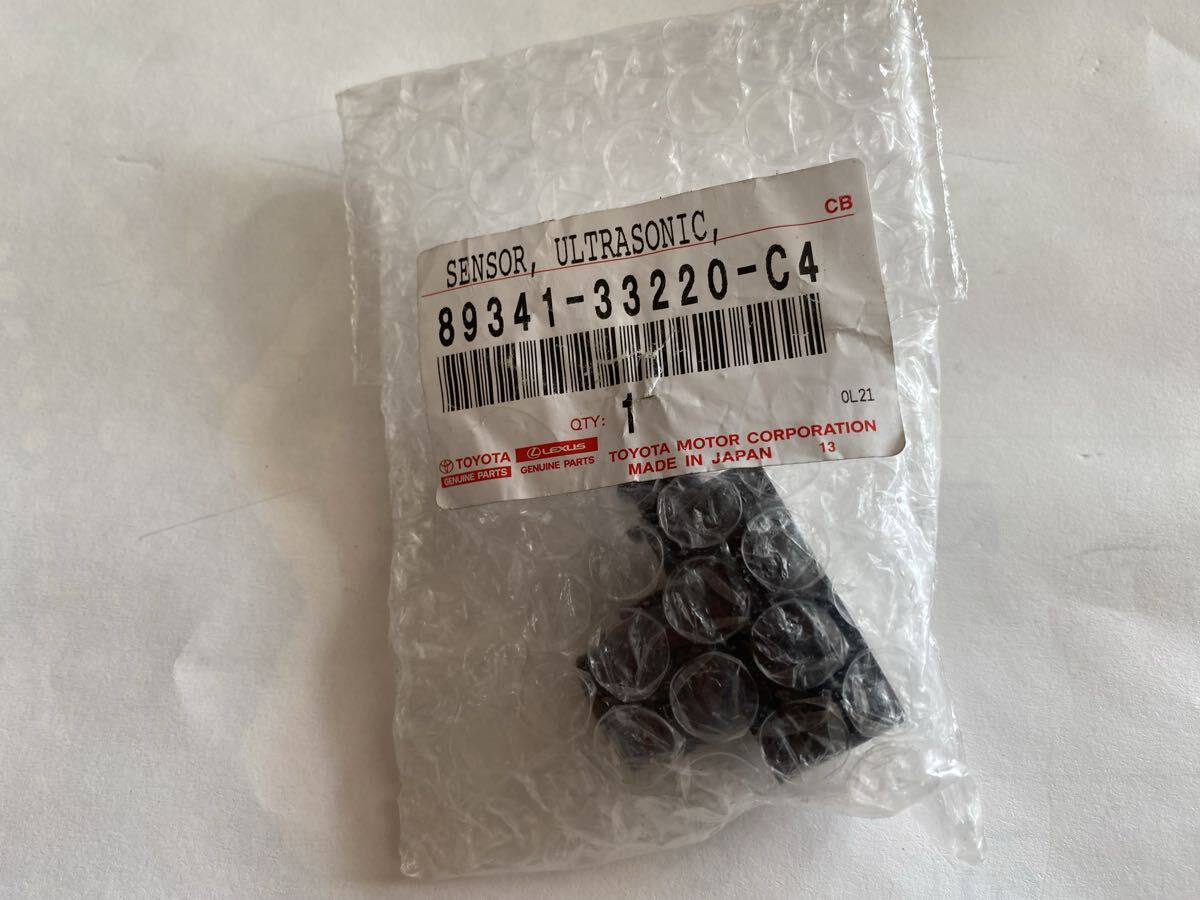 CB
SENSOR, ULTRASONIC,
89341-33220-C4
QTY: 1
0L21
TOYOTA
GENUINE PARTS
LEXUS
GENUINE PARTS
TOYOTA MOTOR CORPORATION
MADE IN JAPAN 13